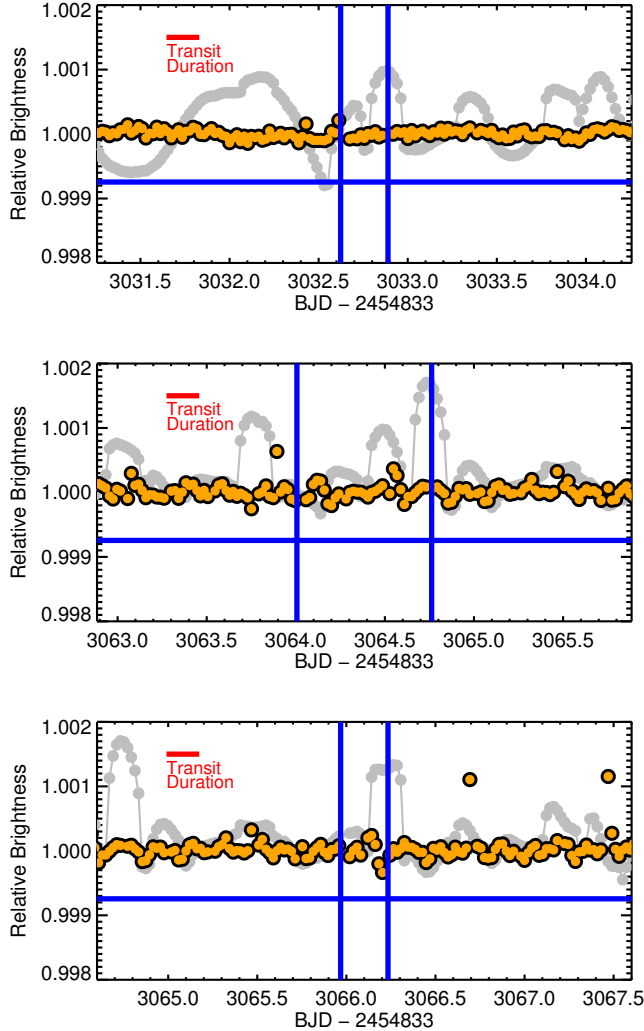 1.002
1.001
1.000
0.999
0.998
Relative Brightness
Transit
Duration
3031.5 3032.0 3032.5 3033.0 3033.5 3034.0
BJD − 2454833
1.002
1.001
1.000
0.999
0.998
Relative Brightness
Transit
Duration
3063.0 3063.5 3064.0 3064.5 3065.0 3065.5
BJD − 2454833
1.002
1.001
1.000
0.999
0.998
Relative Brightness
Transit
Duration
3065.0 3065.5 3066.0 3066.5 3067.0 3067.5
BJD − 2454833